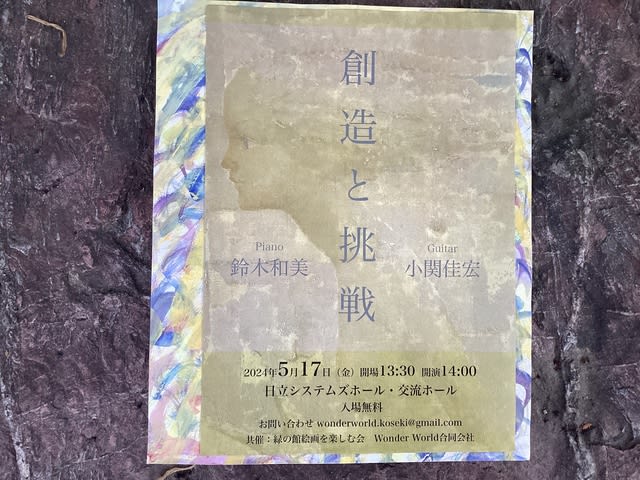 創造と挑戦
Piano
鈴木和美
Guitar
小関佳宏
2024年5月17日（金）開場13:30 開演14:00
日立システムズホール・交流ホール
入場無料
お問い合わせ wonderworld.koseki@gmail.com
共催：緑の館絵画を楽しむ会　Wonder World合同会社